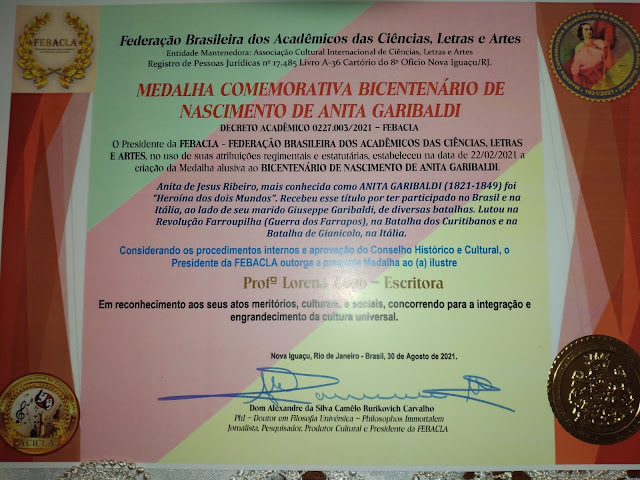 FEBACLA
Federação Brasileira dos Acadêmicos das Ciências, Letras e Artes
Entidade Mantenedora: Associação Cultural Internacional de Ciências, Letras e Artes
Registro de Pessoas Jurídicas nº 17.485 Livro A-36 Cartório do 8º Ofício Nova Iguaçu/RJ.
MEDALHA COMEMORATIVA BICENTENÁRIO DE
NASCIMENTO DE ANITA GARIBALDI
DECRETO ACADÊMICO 0227.003/2021 – FEBACLA
O Presidente da FEBACLA - FEDERAÇÃO BRASILEIRA DOS ACADÊMICOS DAS CIÊNCIAS, LETRAS
E ARTES, no uso de suas atribuições regimentais e estatutárias, estabeleceu na data de 22/02/2021 a
criação da Medalha alusiva ao BICENTENÁRIO DE NASCIMENTO DE ANITA GARIBALDI.
Anita de Jesus Ribeiro, mais conhecida como ANITA GARIBALDI (1821-1849) foi
"Heroína dos dois Mundos". Recebeu esse título por ter participado no Brasil e na
Itália, ao lado de seu marido Giuseppe Garibaldi, de diversas batalhas. Lutou na
Revolução Farroupilha (Guerra dos Farrapos), na Batalha dos Curitibanos e na
Batalha de Gianicolo, na Itália.
Considerando os procedimentos internos e aprovação do Conselho Histórico e Cultural, o
Presidente da FEBACLA outorga a presente Medalha ao (a) ilustre
Profª Lorena – Escritora
Em reconhecimento aos seus atos meritórios, culturais, e sociais, concorrendo para a integração e
engrandecimento da cultura universal.
Nova Iguaçu, Rio de Janeiro - Brasil, 30 de Agosto de 2021.
Dom Alexandre da Silva Camêlo Rurikovich Carvalho
PhI – Doutor em Filosofia Univérsica – Philosophos Immortalem
Jornalista, Pesquisador, Produtor Cultural e Presidente da FEBACLA
ACICLA